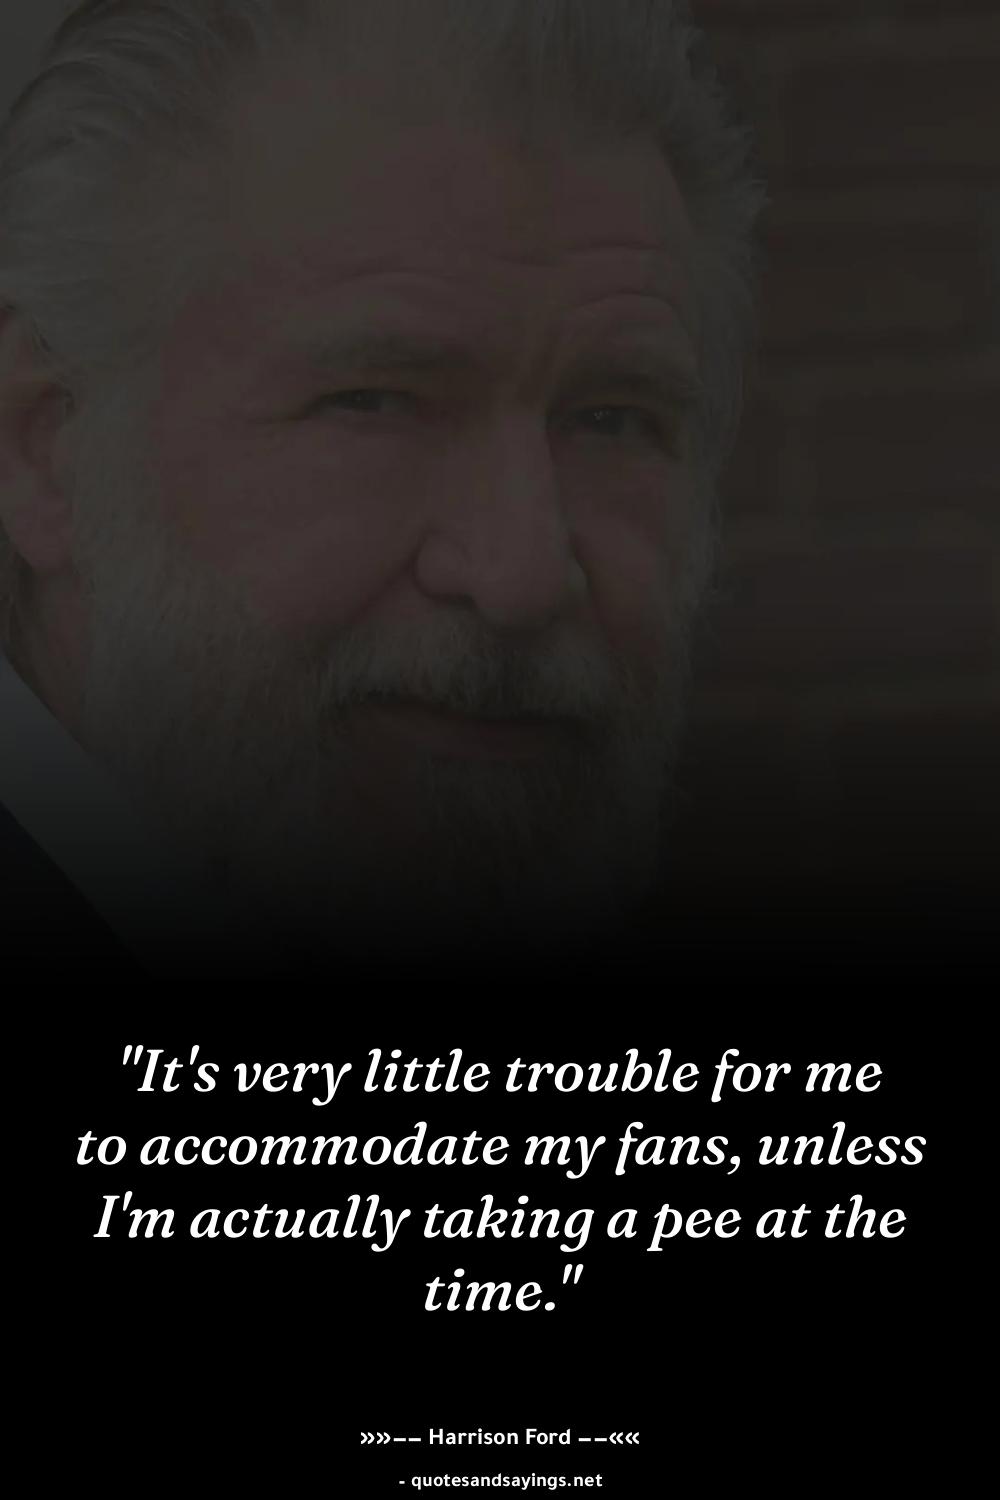 "It's very little trouble for me
to accommodate my fans, unless
I'm actually taking a pee at the
time."
»»−− Harrison Ford −−««
- quotesandsayings.net